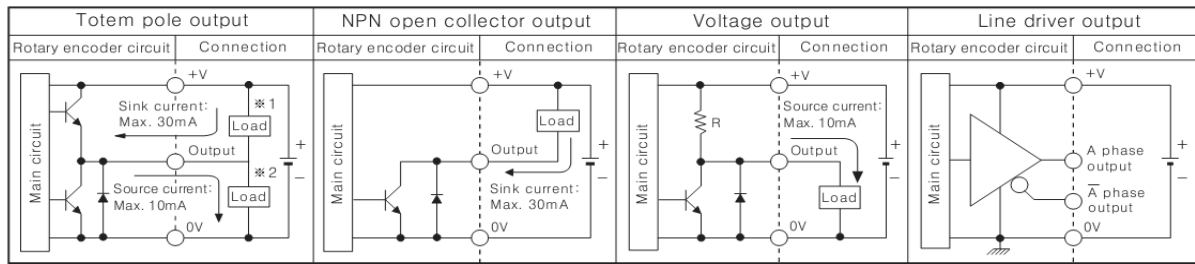 Totem pole output
Rotary encoder circuit
Connection
Main circuit
+V
Sink current:
Max. 30mA
※1
Load
Output
※2
Source current:
Max. 10mA
Load
0V
+
−
NPN open collector output
Rotary encoder circuit
Connection
Main circuit
+V
Load
Output
Sink current:
Max. 30mA
0V
+
−
Voltage output
Rotary encoder circuit
Connection
Main circuit
+V
R
Source current:
Max. 10mA
Output
Load
0V
+
−
Line driver output
Rotary encoder circuit
Connection
Main circuit
+V
A phase
output
A̅ phase
output
0V
+
−